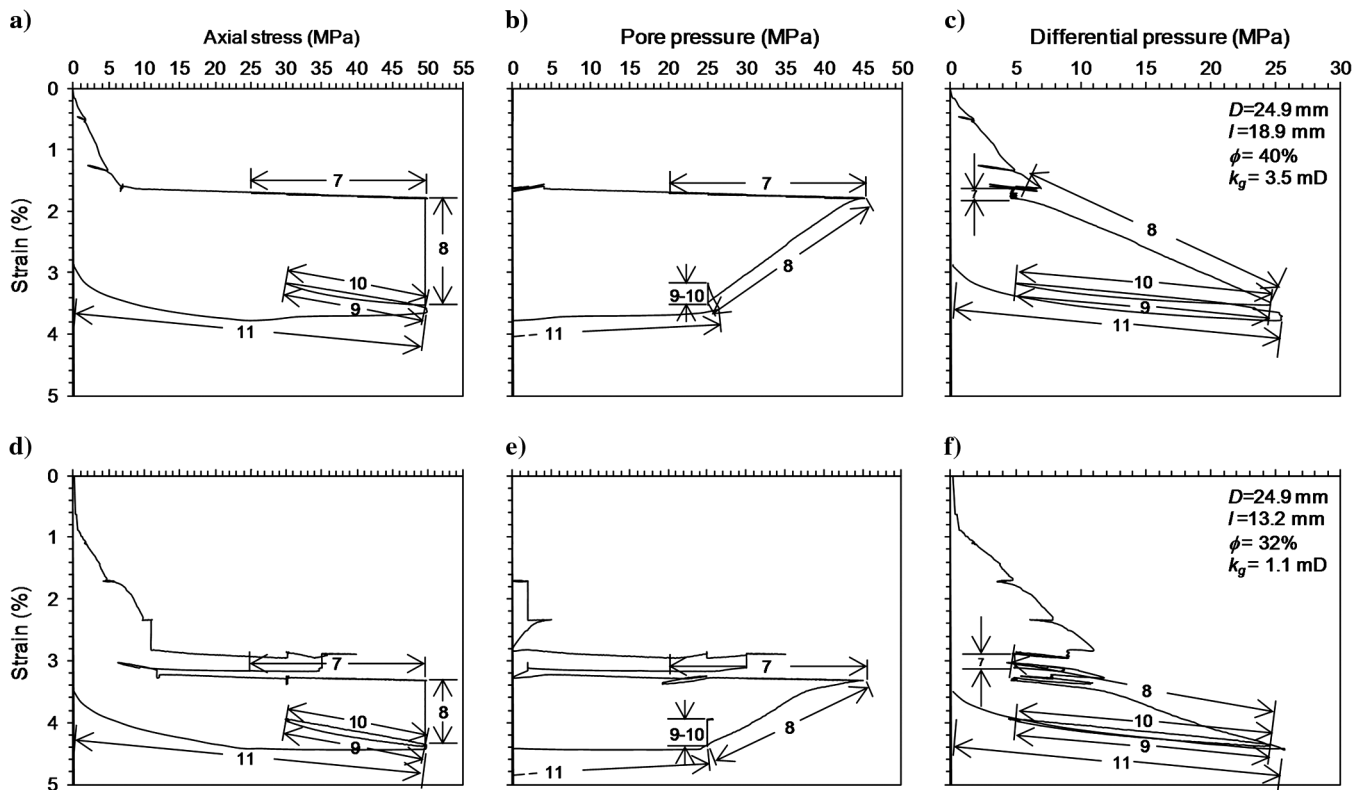 a)
Axial stress (MPa)
0 5 10 15 20 25 30 35 40 45 50 55
b)
Pore pressure (MPa)
0 5 10 15 20 25 30 35 40 45 50
c)
Differential pressure (MPa)
0 5 10 15 20 25 30
Strain (%)
0
1
2
3
4
5
7
8
10
9
11
7
8
9-10
11
D=24.9 mm
l=18.9 mm
ϕ= 40%
kg= 3.5 mD
7
8
10
9
11
d)
e)
f)
Strain (%)
0
1
2
3
4
5
7
8
10
9
11
7
8
9-10
11
D=24.9 mm
l=13.2 mm
ϕ= 32%
kg= 1.1 mD
7
8
10
9
11